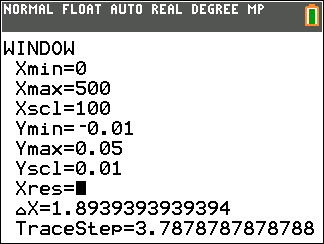 NORMAL FLOAT AUTO REAL DEGREE MP
WINDOW
Xmin=0
Xmax=500
Xscl=100
Ymin=⁻0.01
Ymax=0.05
Yscl=0.01
Xres=
△X=1.8939393939394
TraceStep=3.7878787878788